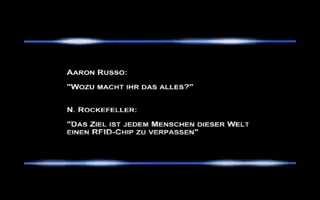 AARON RUSSO:
"WOZU MACHT IHR DAS ALLES?"
N. ROCKEFELLER:
"DAS ZIEL IST JEDEM MENSCHEN DIESER WELT
EINEN RFID-CHIP ZU VERPASSEN"